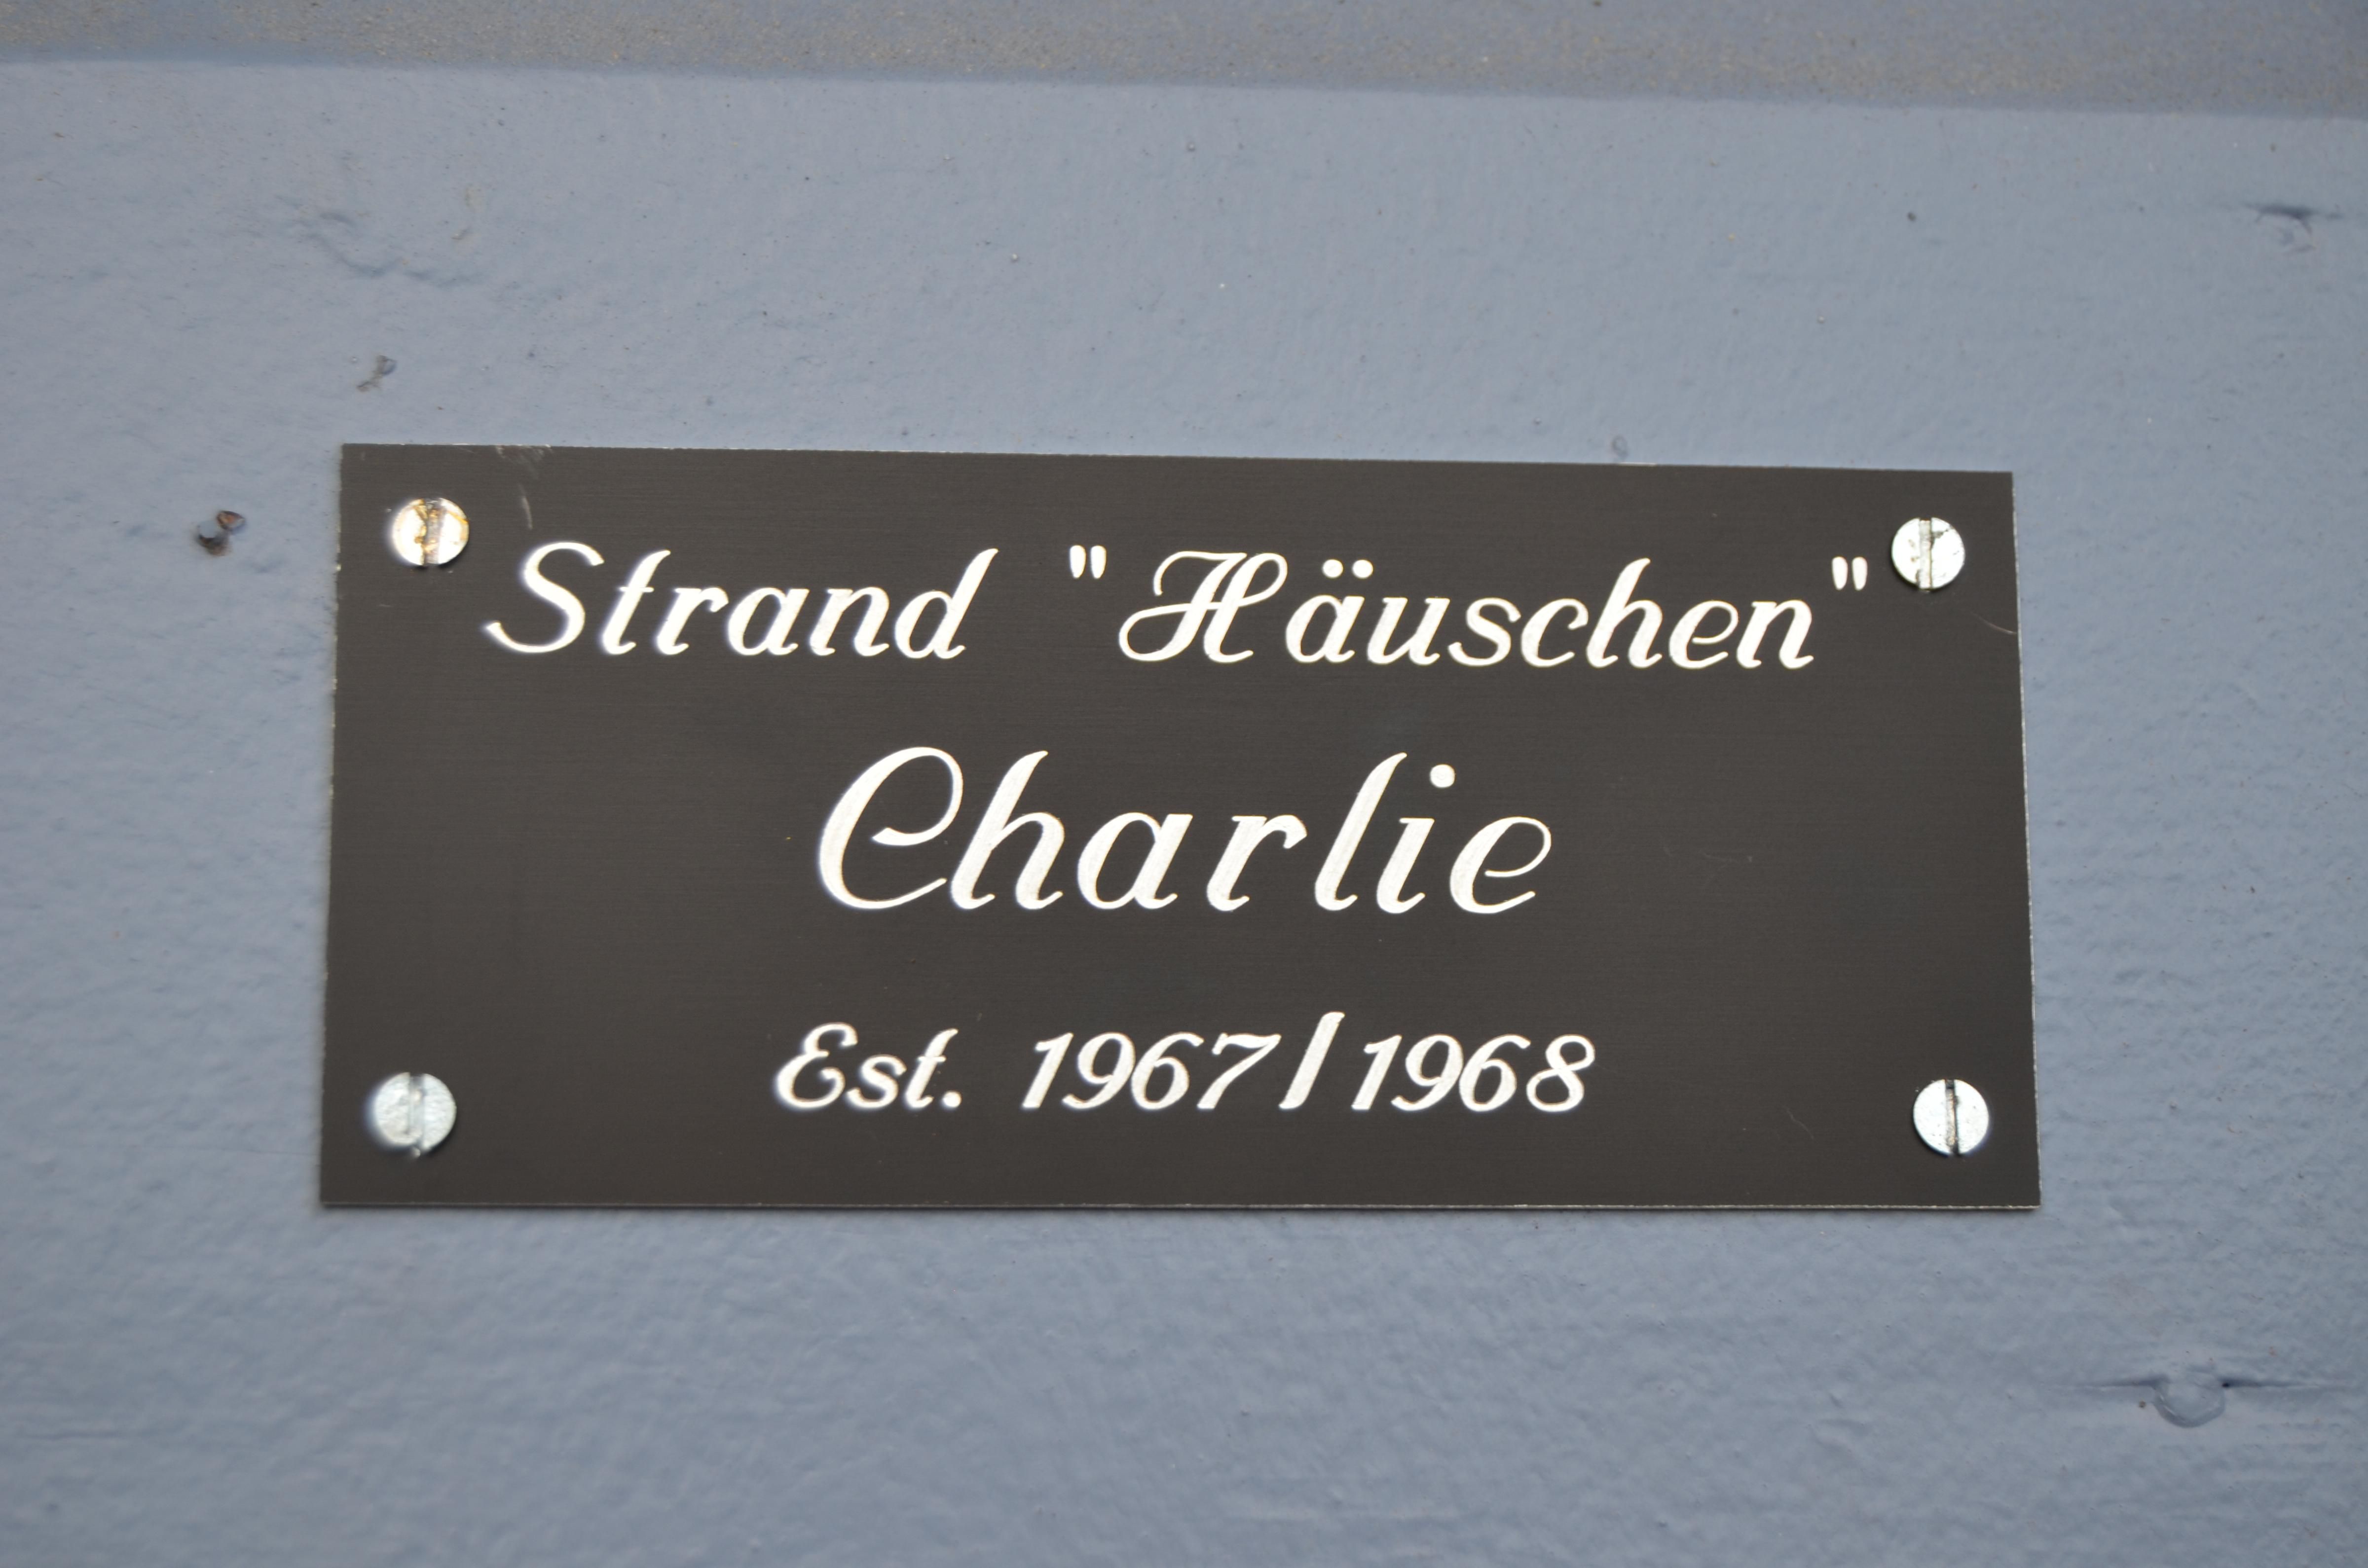 Strand "Häuschen"
Charlie
Est. 1967/1968